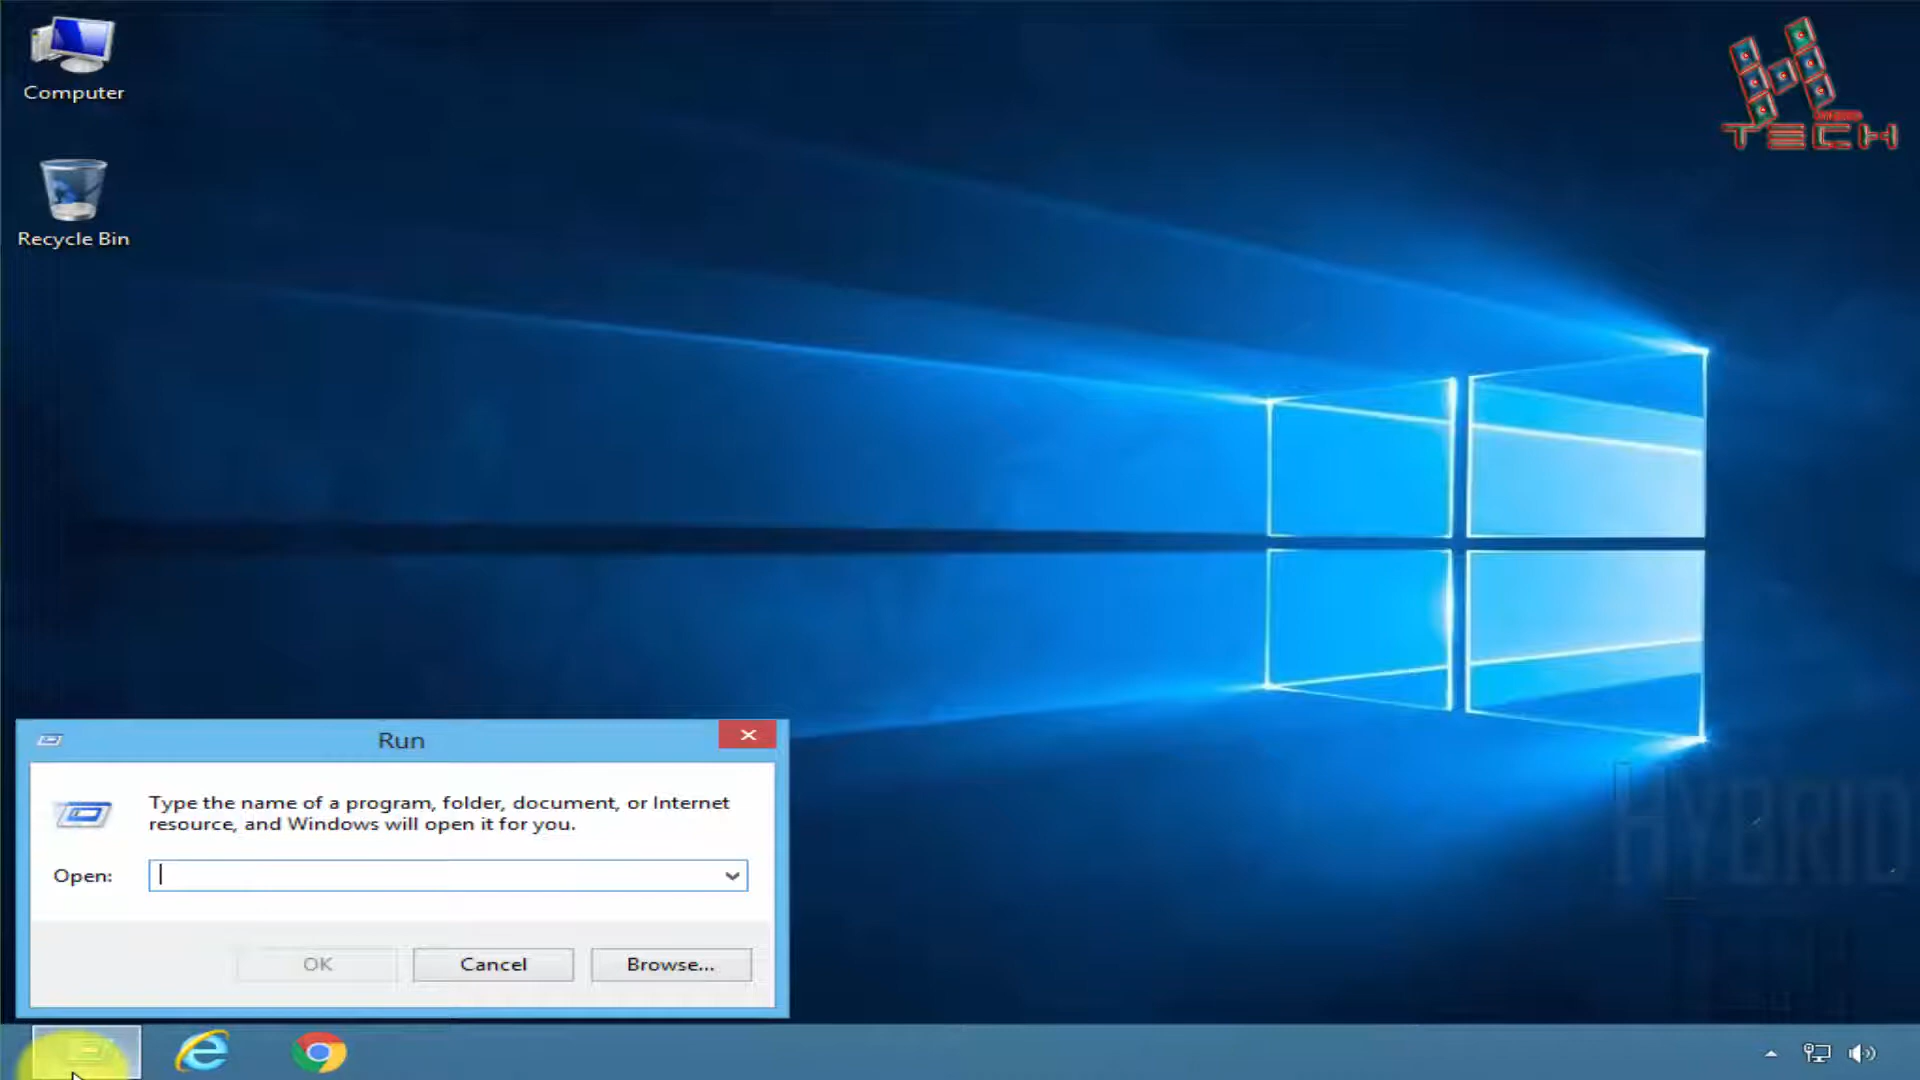 Computer
TECH
Recycle Bin
Run
Type the name of a program, folder, document, or Internet
resource, and Windows will open it for you.
Open:
OK
Cancel
Browse...
HYBRID